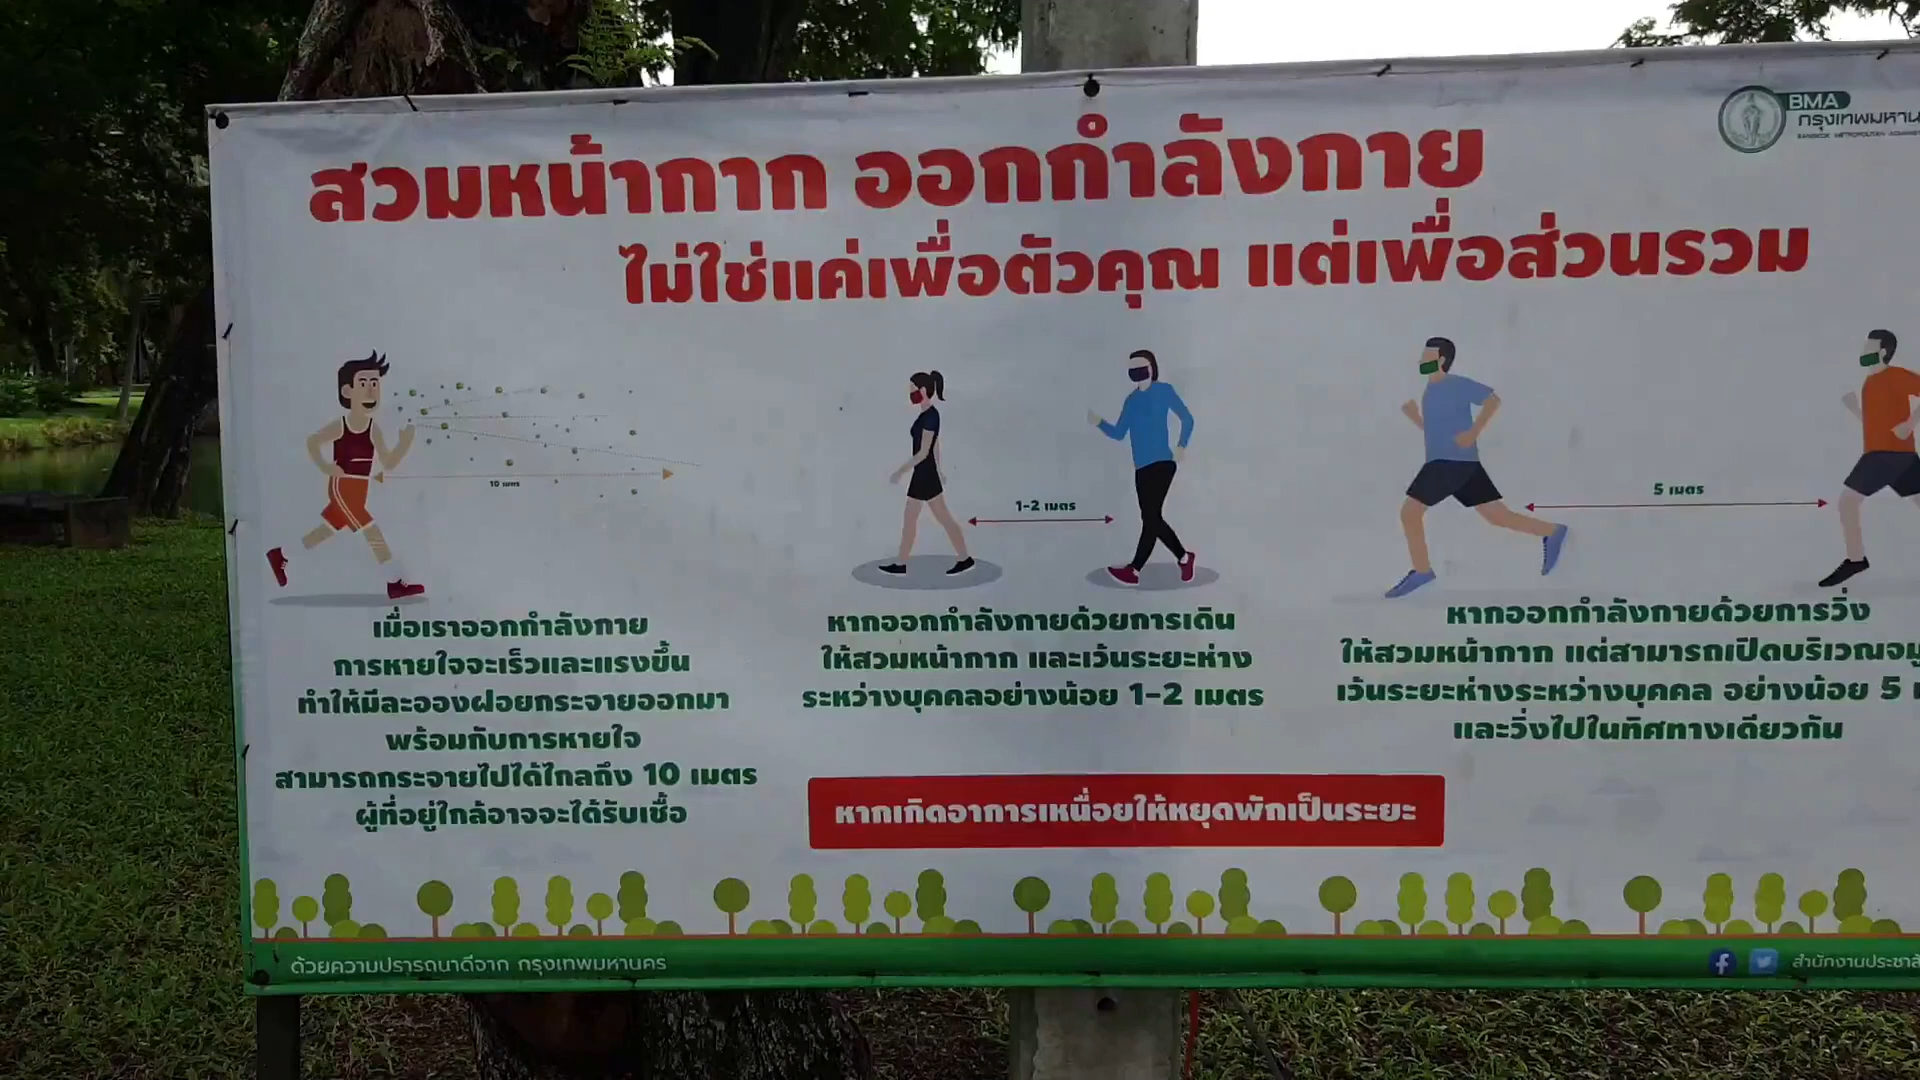 BMA
กรุงเทพมหาน
สวมหน้ากาก ออกกำลังกาย
ไม่ใช่แค่เพื่อตัวคุณ แต่เพื่อส่วนรวม
10 เมตร
1-2 เมตร
5 เมตร
เมื่อเราออกกำลังกาย
การหายใจจะเร็วและแรงขึ้น
ทำให้มีละอองฝอยกระจายออกมา
พร้อมกับการหายใจ
สามารถกระจายไปได้ไกลถึง 10 เมตร
ผู้ที่อยู่ใกล้อาจจะได้รับเชื้อ
หากออกกำลังกายด้วยการเดิน
ให้สวมหน้ากาก และเว้นระยะห่าง
ระหว่างบุคคลอย่างน้อย 1-2 เมตร
หากออกกำลังกายด้วยการวิ่ง
ให้สวมหน้ากาก แต่สามารถเปิดบริเวณจมู
เว้นระยะห่างระหว่างบุคคล อย่างน้อย 5
และวิ่งไปในทิศทางเดียวกัน
หากเกิดอาการเหนื่อยให้หยุดพักเป็นระยะ
ด้วยความปรารถนาดีจาก กรุงเทพมหานคร
สำนักงานประชาสั